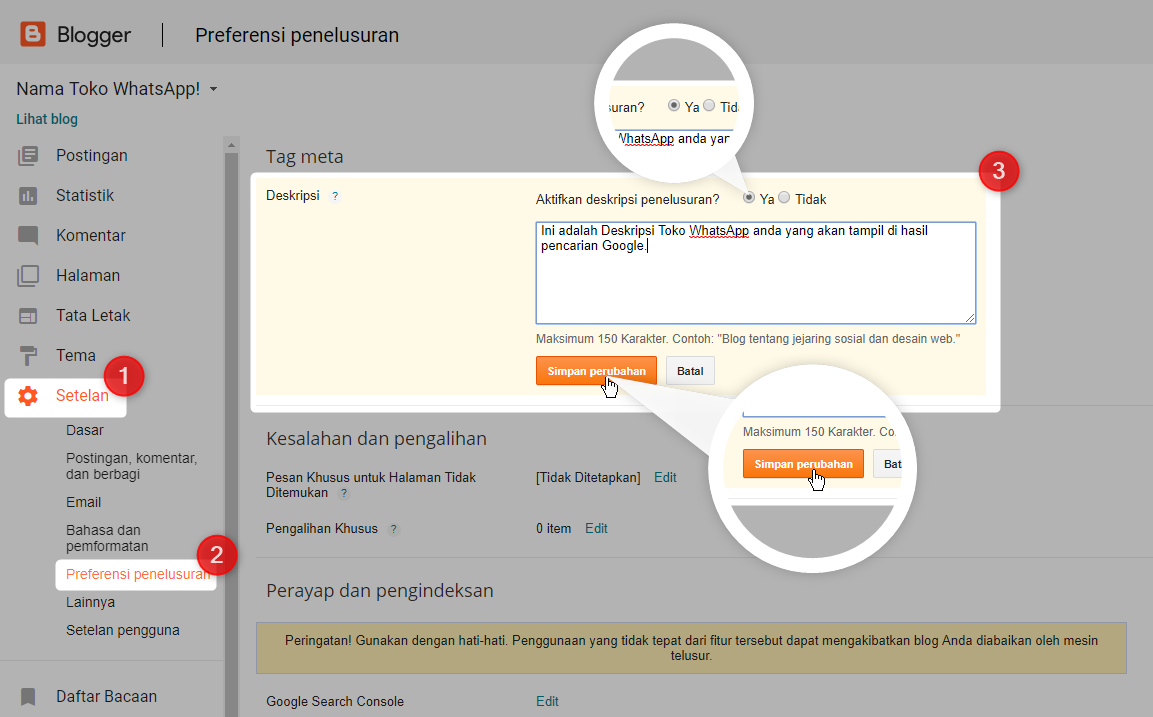 Blogger
Preferensi penelusuran
Nama Toko WhatsApp!
Lihat blog
Postingan
Statistik
Komentar
Halaman
Tata Letak
Tema
1
Setelan
Dasar
Postingan, komentar,
dan berbagi
Email
Bahasa dan
pemformatan
2
Preferensi penelusuran
Lainnya
Setelan pengguna
Daftar Bacaan
Tag meta
3
Deskripsi ?
Aktifkan deskripsi penelusuran? Ya Tidak
Ini adalah Deskripsi Toko WhatsApp anda yang akan tampil di hasil
pencarian Google.
Maksimum 150 Karakter. Contoh: "Blog tentang jejaring sosial dan desain web."
Simpan perubahan Batal
suran? Ya Tida
WhatsApp anda yan
Maksimum 150 Karakter. Co
Simpan perubahan Bat
Kesalahan dan pengalihan
Pesan Khusus untuk Halaman Tidak
Ditemukan ?
[Tidak Ditetapkan] Edit
Pengalihan Khusus ? 0 item Edit
Perayap dan pengindeksan
Peringatan! Gunakan dengan hati-hati. Penggunaan yang tidak tepat dari fitur tersebut dapat mengakibatkan blog Anda diabaikan oleh mesin
telusur.
Google Search Console Edit